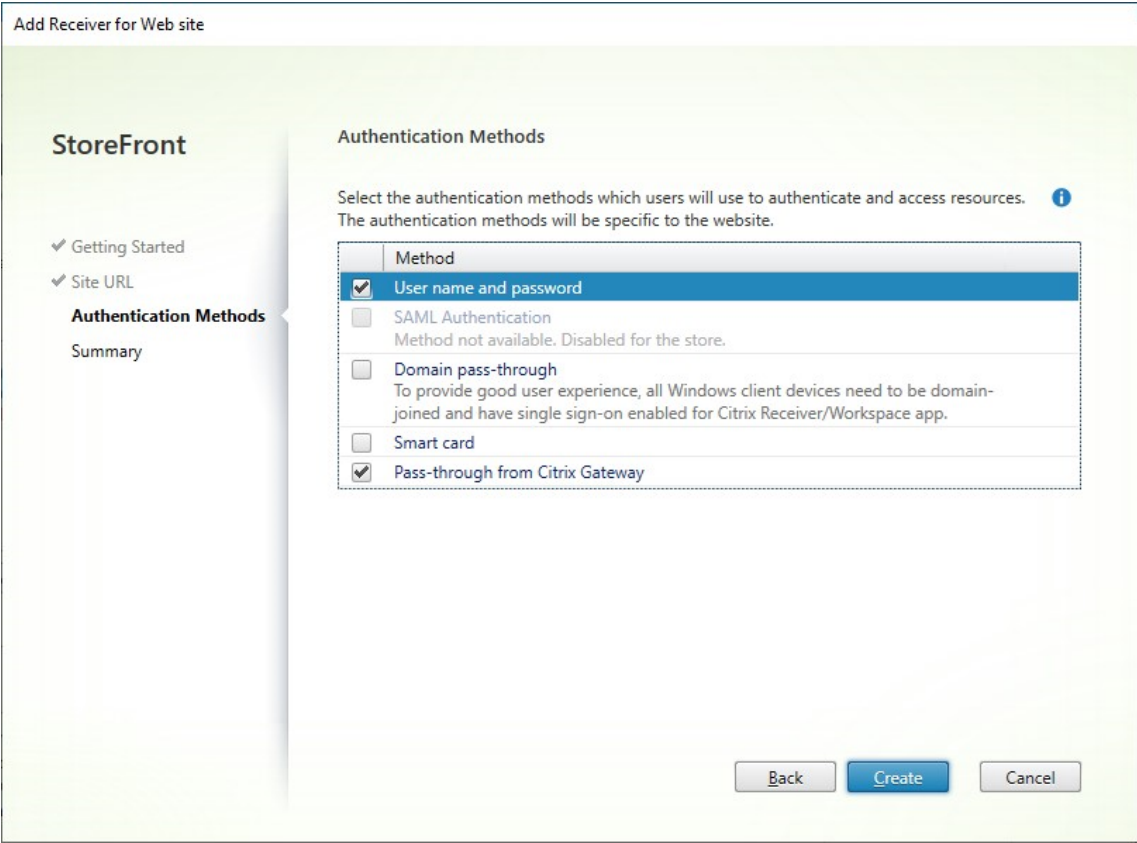 Add Receiver for Web site
StoreFront
Getting Started
Site URL
Authentication Methods
Summary
Authentication Methods
Select the authentication methods which users will use to authenticate and access resources.
The authentication methods will be specific to the website.
Method
User name and password
SAML Authentication
Method not available. Disabled for the store.
Domain pass-through
To provide good user experience, all Windows client devices need to be domain-
joined and have single sign-on enabled for Citrix Receiver/Workspace app.
Smart card
Pass-through from Citrix Gateway
Back
Create
Cancel